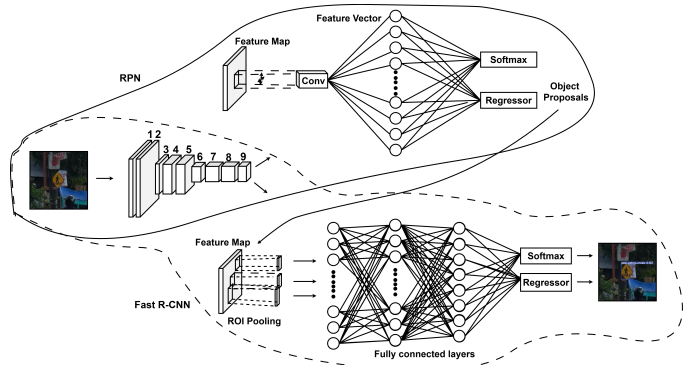 Feature Vector
Feature Map
RPN
Conv
Softmax
Regressor
Object
Proposals
1 2
3 4 5
6 7 8 9
Feature Map
Fast R-CNN
ROI Pooling
Softmax
Regressor
Fully connected layers